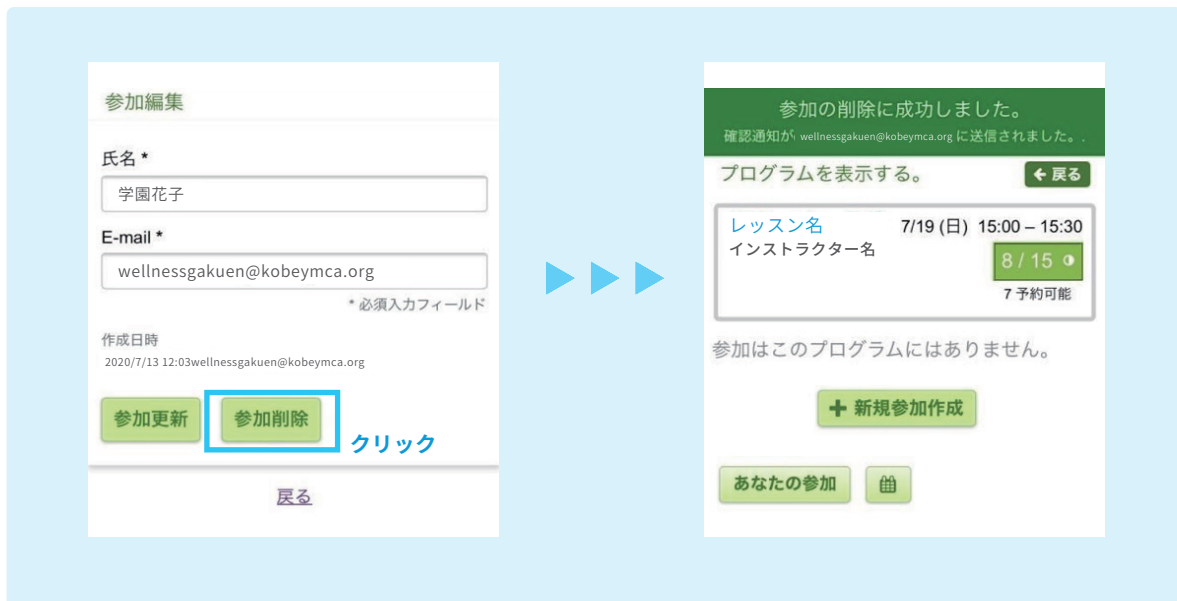 参加編集
氏名 *
学園花子
E-mail *
wellnessgakuen@kobeymca.org
* 必須入力フィールド
作成日時
2020/7/13 12:03wellnessgakuen@kobeymca.org
参加更新
参加削除
クリック
戻る
参加の削除に成功しました。
確認通知が wellnessgakuen@kobeymca.org に送信されました。.
プログラムを表示する。
戻る
レッスン名 7/19 (日) 15:00 – 15:30
インストラクター名
8 / 15
7 予約可能
参加はこのプログラムにはありません。
新規参加作成
あなたの参加